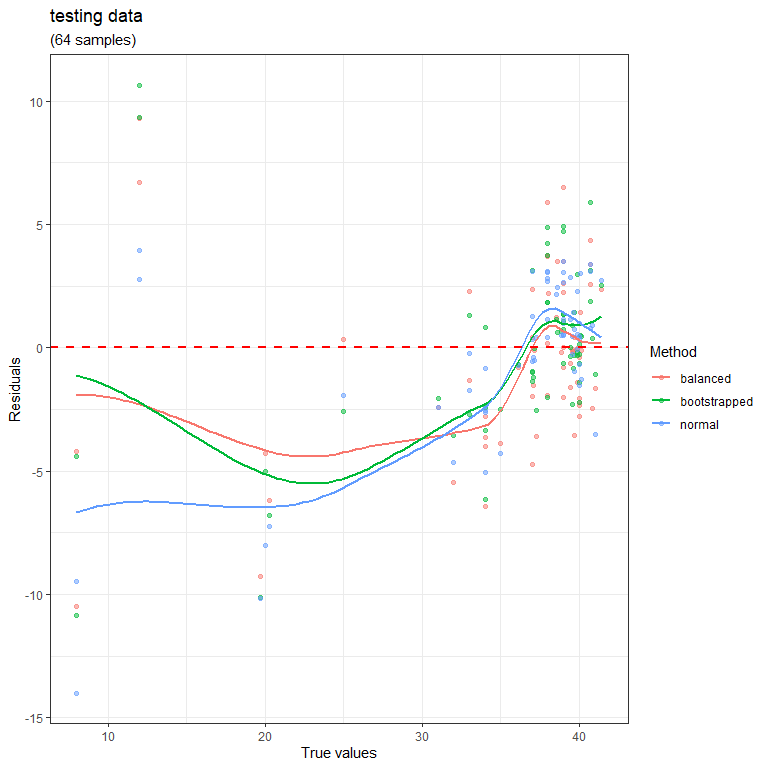 testing data
(64 samples)
Residuals
10
5
0
-5
-10
-15
10
20
30
40
True values
Method
balanced
bootstrapped
normal